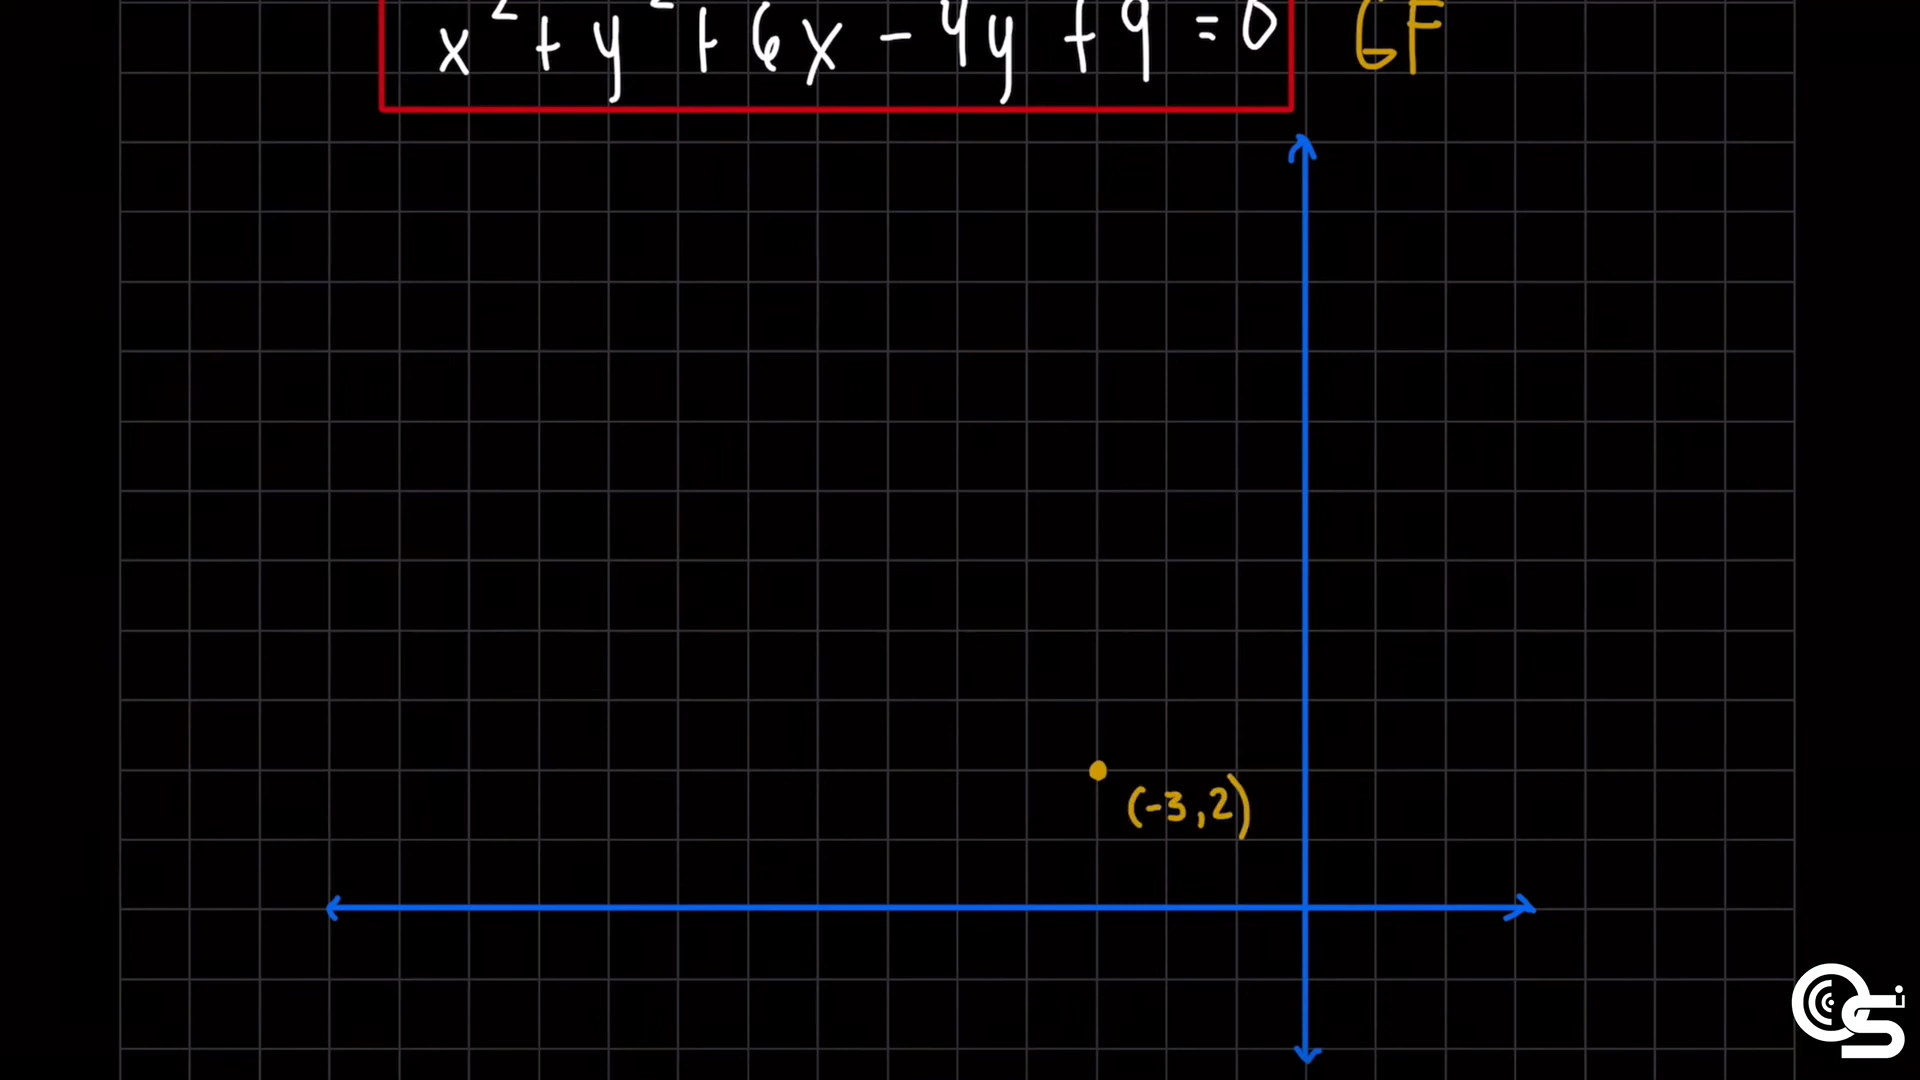 x² + y² + 6x - 4y + 9 = 0 GF
(-3,2)